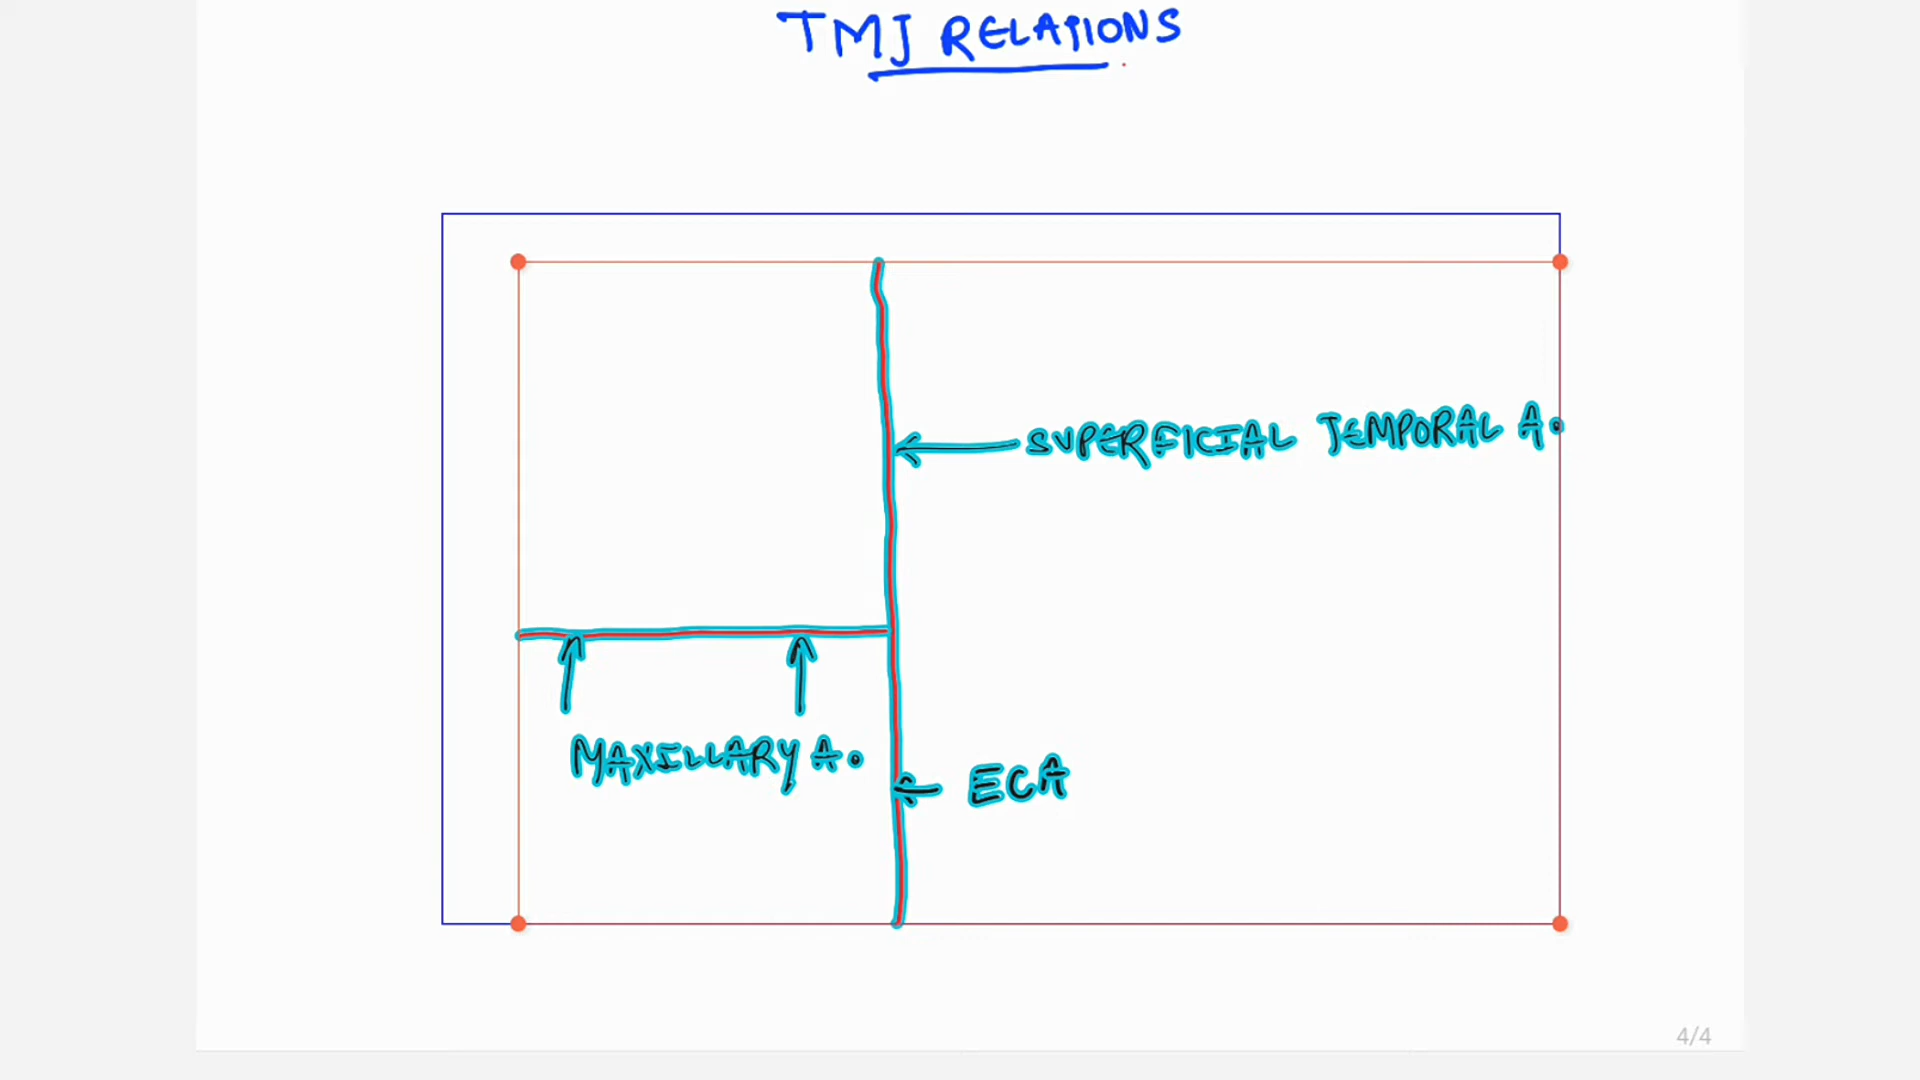 TMJ RELATIONS
SUPERFICIAL TEMPORAL A.
MAXILLARY A.
ECA
4/4